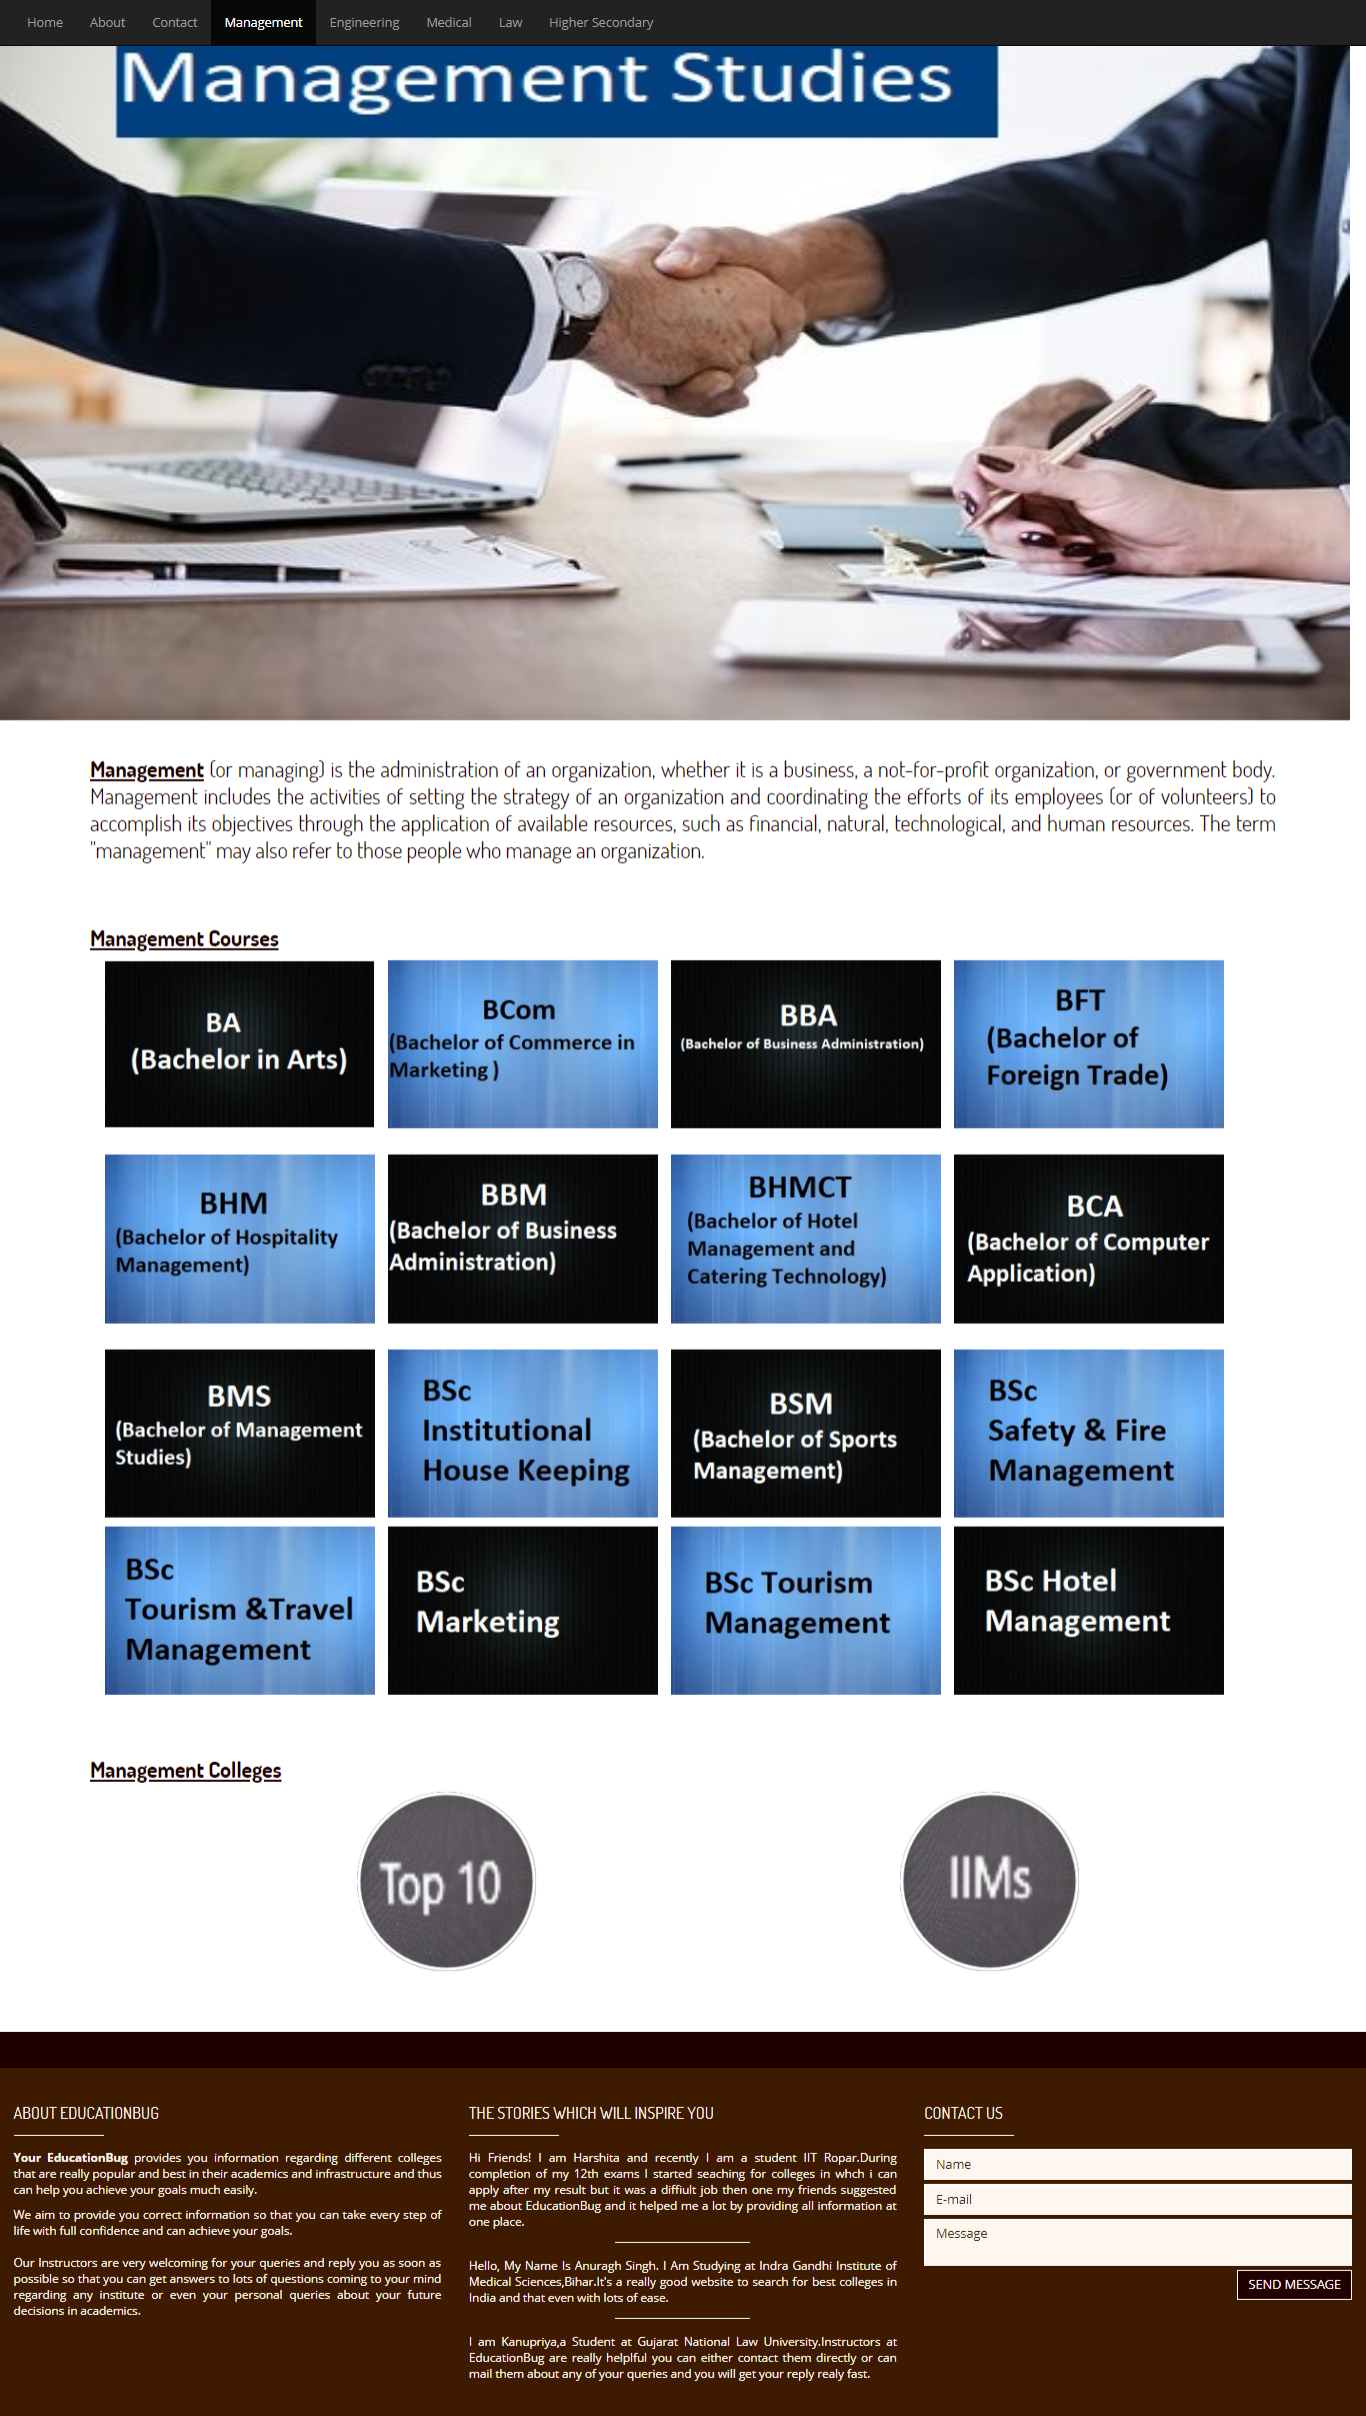 Home About Contact Management Engineering Medical Law Higher Secondary
Management Studies
Management (or managing) is the administration of an organization, whether it is a business, a not-for-profit organization, or government body.
Management includes the activities of setting the strategy of an organization and coordinating the efforts of its employees (or of volunteers) to
accomplish its objectives through the application of available resources, such as financial, natural, technological, and human resources. The term
"management" may also refer to those people who manage an organization.
Management Courses
BA
(Bachelor in Arts)
BCom
(Bachelor of Commerce in
Marketing )
BBA
(Bachelor of Business Administration)
BFT
(Bachelor of
Foreign Trade)
BHM
(Bachelor of Hospitality
Management)
BBM
(Bachelor of Business
Administration)
BHMCT
(Bachelor of Hotel
Management and
Catering Technology)
BCA
(Bachelor of Computer
Application)
BMS
(Bachelor of Management
Studies)
BSc
Institutional
House Keeping
BSM
(Bachelor of Sports
Management)
BSc
Safety & Fire
Management
BSc
Tourism &Travel
Management
BSc
Marketing
BSc Tourism
Management
BSc Hotel
Management
Management Colleges
Top 10
IIMs
ABOUT EDUCATIONBUG
Your EducationBug provides you information regarding different colleges
that are really popular and best in their academics and infrastructure and thus
can help you achieve your goals much easily.
We aim to provide you correct information so that you can take every step of
life with full confidence and can achieve your goals.
Our Instructors are very welcoming for your queries and reply you as soon as
possible so that you can get answers to lots of questions coming to your mind
regarding any institute or even your personal queries about your future
decisions in academics.
THE STORIES WHICH WILL INSPIRE YOU
Hi Friends! I am Harshita and recently I am a student IIT Ropar.During
completion of my 12th exams I started seaching for colleges in whch i can
apply after my result but it was a diffiult job then one my friends suggested
me about EducationBug and it helped me a lot by providing all information at
one place.
Hello, My Name Is Anuragh Singh. I Am Studying at Indra Gandhi Institute of
Medical Sciences,Bihar.It's a really good website to search for best colleges in
India and that even with lots of ease.
I am Kanupriya,a Student at Gujarat National Law University.Instructors at
EducationBug are really helplful you can either contact them directly or can
mail them about any of your queries and you will get your reply realy fast.
CONTACT US
Name
E-mail
Message
SEND MESSAGE